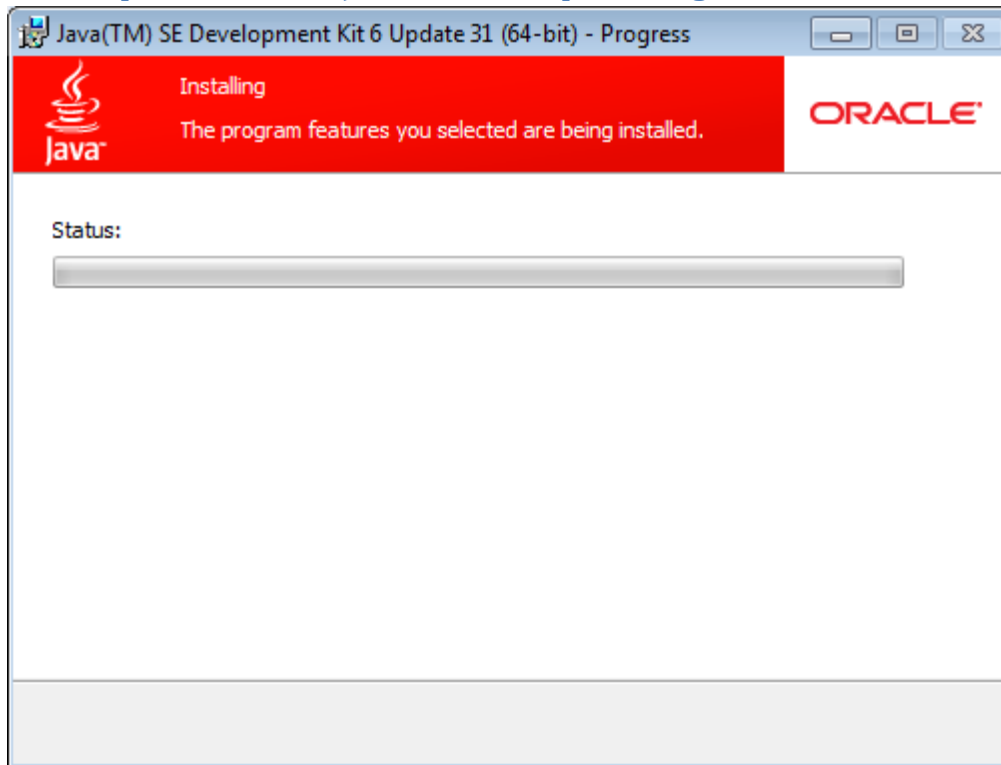 Java(TM) SE Development Kit 6 Update 31 (64-bit) - Progress
Installing
The program features you selected are being installed.
Java™
ORACLE®
Status: